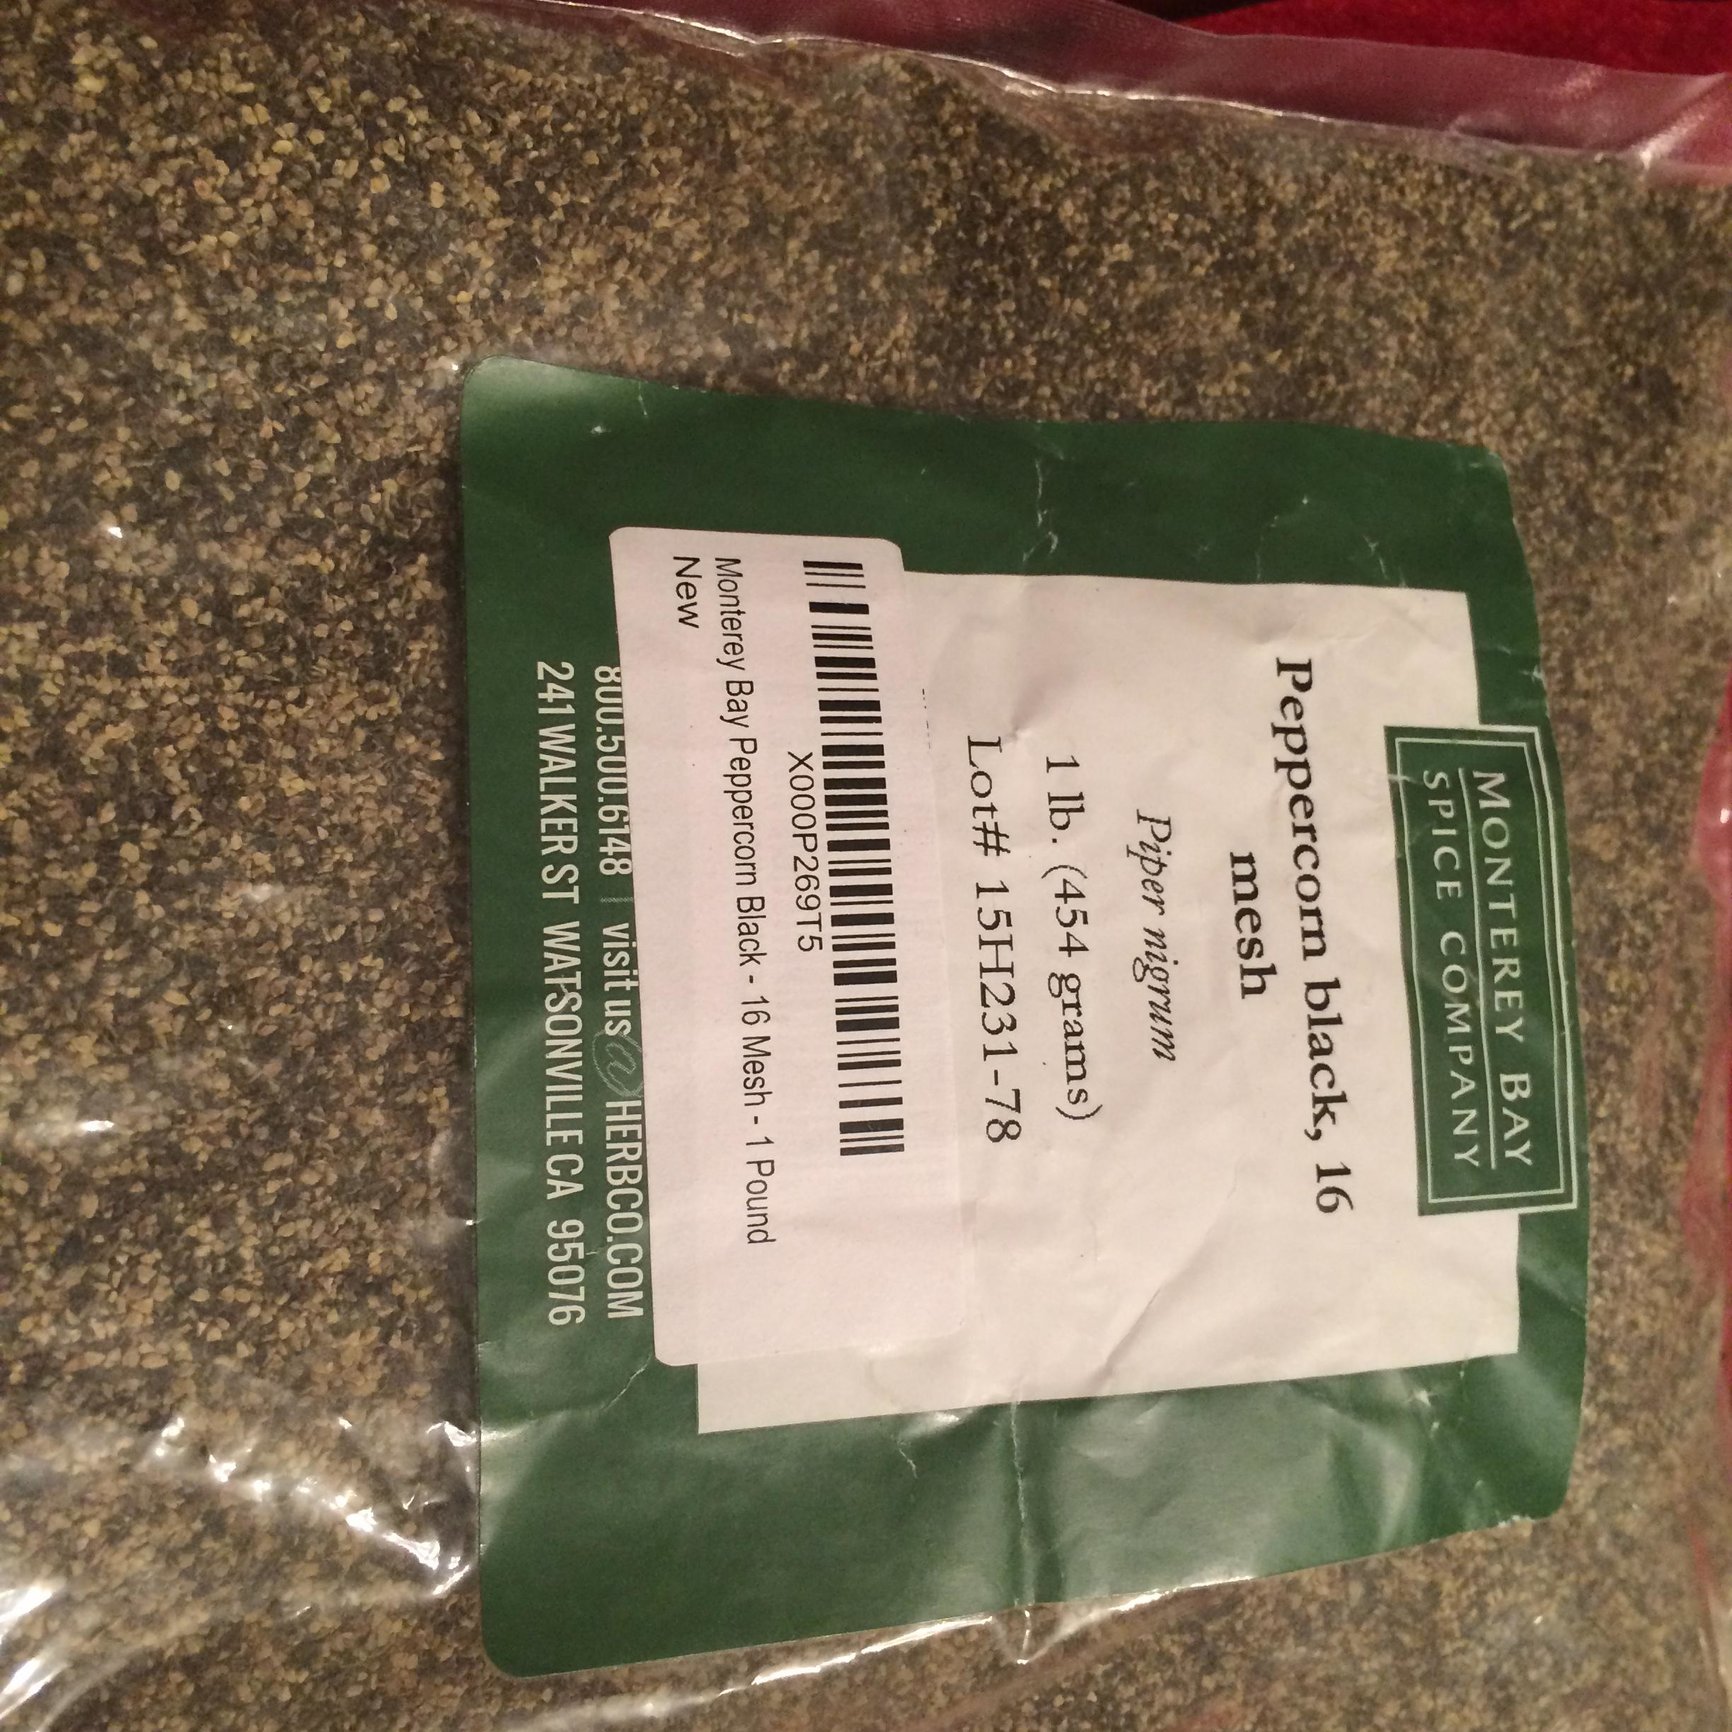 MONTEREY BAY
SPICE COMPANY
Peppercorn black, 16
mesh
Piper nigrum
1 lb. (454 grams)
Lot# 15H231-78
X000P269T5
Monterey Bay Peppercorn Black - 16 Mesh - 1 Pound
New
800.500.6148 | visit us @ HERBCO.COM
241 WALKER ST WATSONVILLE CA 95076